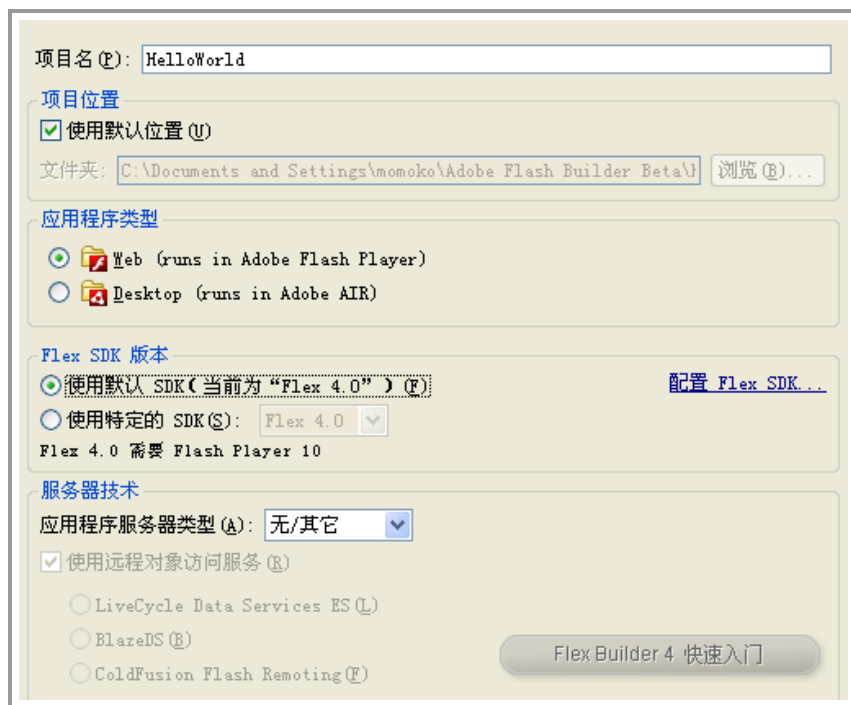 项目名(P): HelloWorld
项目位置
使用默认位置(U)
文件夹: C:\Documents and Settings\momoko\Adobe Flash Builder Beta\ 浏览(B)...
应用程序类型
Web (runs in Adobe Flash Player)
Desktop (runs in Adobe AIR)
Flex SDK 版本
使用默认 SDK(当前为“Flex 4.0”)(F) 配置 Flex SDK...
使用特定的 SDK(S): Flex 4.0
Flex 4.0 需要 Flash Player 10
服务器技术
应用程序服务器类型(A): 无/其它
使用远程对象访问服务(R)
LiveCycle Data Services ES(L)
BlazeDS(B)
Flex Builder 4 快速入门
ColdFusion Flash Remoting(F)